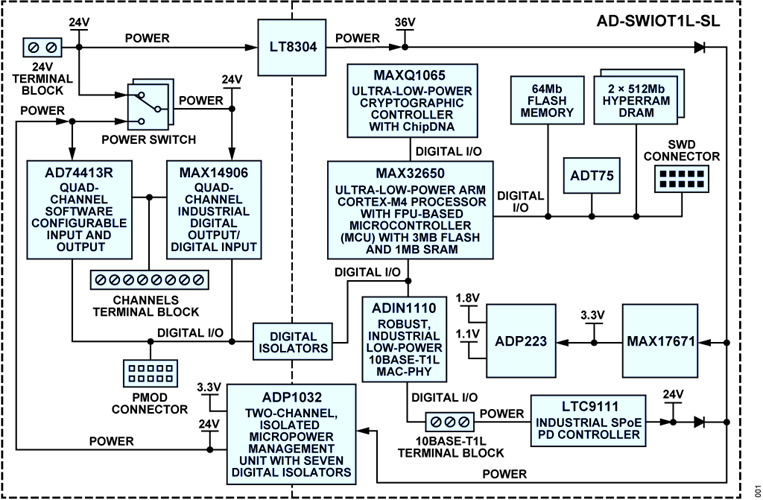 24V
36V
AD-SWIOT1L-SL
POWER
LT8304
POWER
24V
TERMINAL
BLOCK
24V
POWER
POWER
POWER SWITCH
MAXQ1065
ULTRA-LOW-POWER
CRYPTOGRAPHIC
CONTROLLER
WITH ChipDNA
64Mb
FLASH
MEMORY
2 × 512Mb
HYPERRAM
DRAM
DIGITAL I/O
SWD
CONNECTOR
AD74413R
QUAD-
CHANNEL
SOFTWARE
CONFIGURABLE
INPUT AND
OUTPUT
MAX14906
QUAD-
CHANNEL
INDUSTRIAL
DIGITAL
OUTPUT/
DIGITAL INPUT
MAX32650
ULTRA-LOW-POWER ARM
CORTEX-M4 PROCESSOR
WITH FPU-BASED
MICROCONTROLLER
(MCU) WITH 3MB FLASH
AND 1MB SRAM
DIGITAL
I/O
ADT75
CHANNELS
TERMINAL BLOCK
DIGITAL I/O
DIGITAL I/O
DIGITAL
ISOLATORS
ADIN1110
ROBUST,
INDUSTRIAL
LOW-POWER
10BASE-T1L
MAC-PHY
1.8V
1.1V
ADP223
3.3V
MAX17671
PMOD
CONNECTOR
3.3V
24V
POWER
ADP1032
TWO-CHANNEL,
ISOLATED
MICROPOWER
MANAGEMENT
UNIT WITH SEVEN
DIGITAL ISOLATORS
DIGITAL I/O
10BASE-T1L
TERMINAL BLOCK
POWER
LTC9111
INDUSTRIAL SPoE
PD CONTROLLER
24V
POWER
001